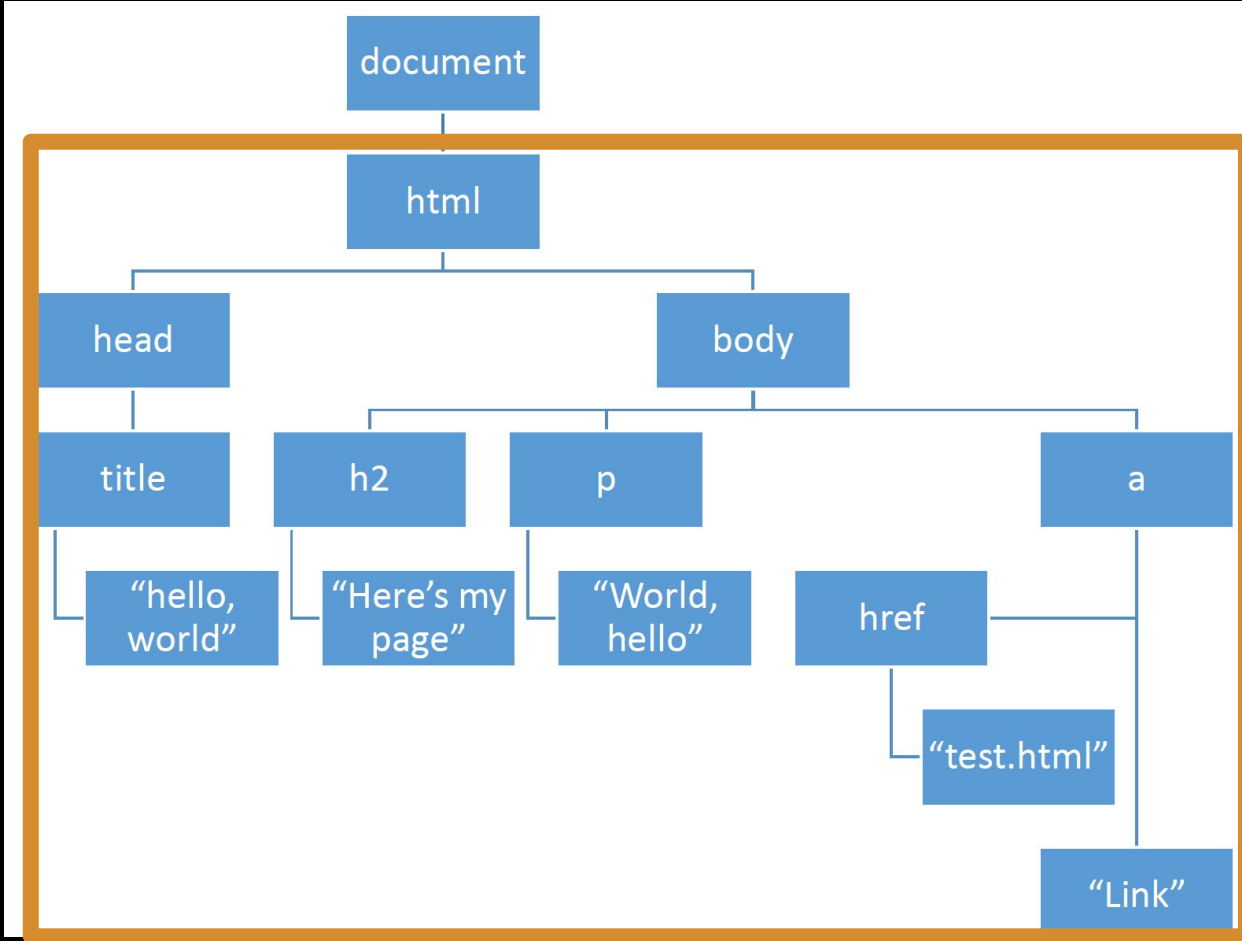 document
html
head
body
title
h2
p
a
“hello,
world”
“Here’s my
page”
“World,
hello”
href
“test.html”
“Link”